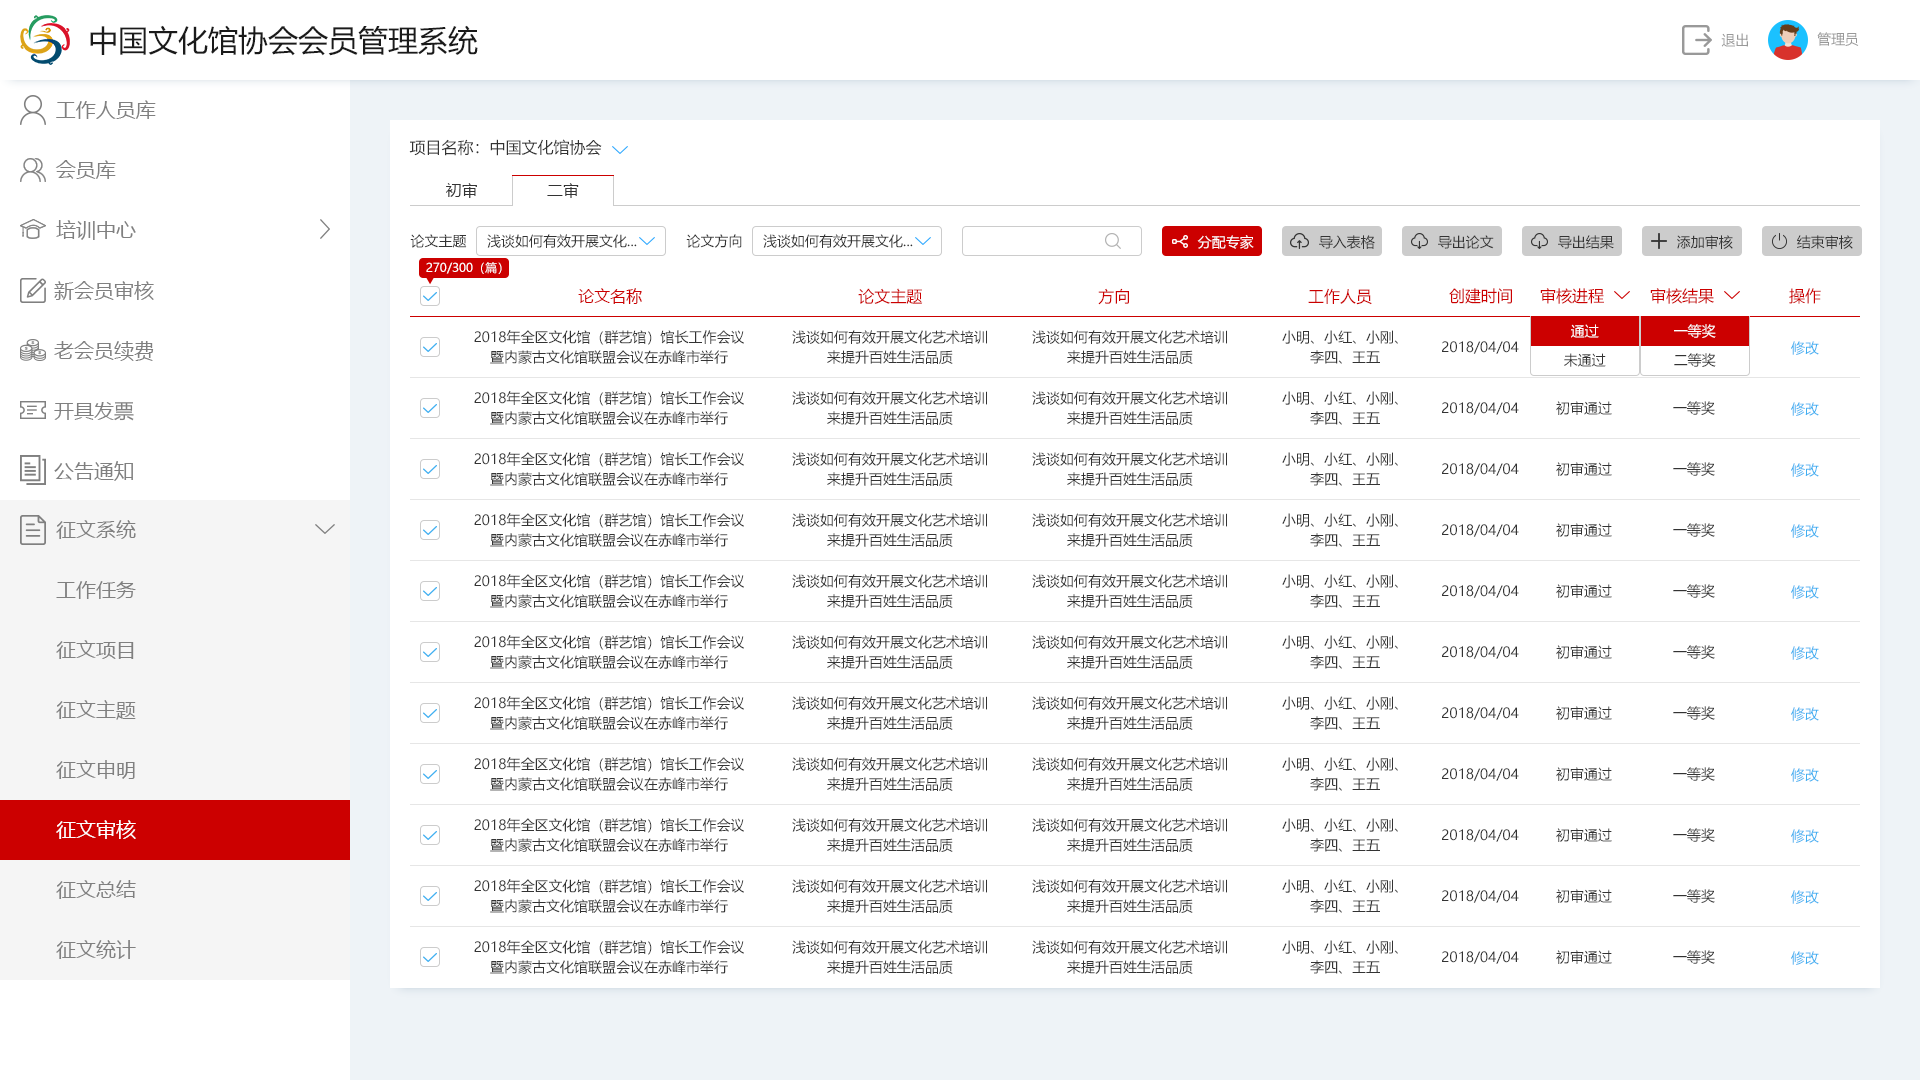 中国文化馆协会会员管理系统
退出
管理员
工作人员库
会员库
培训中心
新会员审核
老会员续费
开具发票
公告通知
征文系统
工作任务
征文项目
征文主题
征文申明
征文审核
征文总结
征文统计
项目名称：中国文化馆协会
初审
二审
论文主题
浅谈如何有效开展文化...
论文方向
浅谈如何有效开展文化...
分配专家
导入表格
导出论文
导出结果
添加审核
结束审核
270/300（篇）
论文名称 论文主题 方向 工作人员 创建时间 审核进程 审核结果 操作
通过 一等奖
未通过 二等奖
2018年全区文化馆（群艺馆）馆长工作会议 浅谈如何有效开展文化艺术培训 浅谈如何有效开展文化艺术培训 小明、小红、小刚、
暨内蒙古文化馆联盟会议在赤峰市举行 来提升百姓生活品质 来提升百姓生活品质 李四、王五
2018/04/04 修改
2018年全区文化馆（群艺馆）馆长工作会议 浅谈如何有效开展文化艺术培训 浅谈如何有效开展文化艺术培训 小明、小红、小刚、
暨内蒙古文化馆联盟会议在赤峰市举行 来提升百姓生活品质 来提升百姓生活品质 李四、王五
2018/04/04 初审通过 一等奖 修改
2018年全区文化馆（群艺馆）馆长工作会议 浅谈如何有效开展文化艺术培训 浅谈如何有效开展文化艺术培训 小明、小红、小刚、
暨内蒙古文化馆联盟会议在赤峰市举行 来提升百姓生活品质 来提升百姓生活品质 李四、王五
2018/04/04 初审通过 一等奖 修改
2018年全区文化馆（群艺馆）馆长工作会议 浅谈如何有效开展文化艺术培训 浅谈如何有效开展文化艺术培训 小明、小红、小刚、
暨内蒙古文化馆联盟会议在赤峰市举行 来提升百姓生活品质 来提升百姓生活品质 李四、王五
2018/04/04 初审通过 一等奖 修改
2018年全区文化馆（群艺馆）馆长工作会议 浅谈如何有效开展文化艺术培训 浅谈如何有效开展文化艺术培训 小明、小红、小刚、
暨内蒙古文化馆联盟会议在赤峰市举行 来提升百姓生活品质 来提升百姓生活品质 李四、王五
2018/04/04 初审通过 一等奖 修改
2018年全区文化馆（群艺馆）馆长工作会议 浅谈如何有效开展文化艺术培训 浅谈如何有效开展文化艺术培训 小明、小红、小刚、
暨内蒙古文化馆联盟会议在赤峰市举行 来提升百姓生活品质 来提升百姓生活品质 李四、王五
2018/04/04 初审通过 一等奖 修改
2018年全区文化馆（群艺馆）馆长工作会议 浅谈如何有效开展文化艺术培训 浅谈如何有效开展文化艺术培训 小明、小红、小刚、
暨内蒙古文化馆联盟会议在赤峰市举行 来提升百姓生活品质 来提升百姓生活品质 李四、王五
2018/04/04 初审通过 一等奖 修改
2018年全区文化馆（群艺馆）馆长工作会议 浅谈如何有效开展文化艺术培训 浅谈如何有效开展文化艺术培训 小明、小红、小刚、
暨内蒙古文化馆联盟会议在赤峰市举行 来提升百姓生活品质 来提升百姓生活品质 李四、王五
2018/04/04 初审通过 一等奖 修改
2018年全区文化馆（群艺馆）馆长工作会议 浅谈如何有效开展文化艺术培训 浅谈如何有效开展文化艺术培训 小明、小红、小刚、
暨内蒙古文化馆联盟会议在赤峰市举行 来提升百姓生活品质 来提升百姓生活品质 李四、王五
2018/04/04 初审通过 一等奖 修改
2018年全区文化馆（群艺馆）馆长工作会议 浅谈如何有效开展文化艺术培训 浅谈如何有效开展文化艺术培训 小明、小红、小刚、
暨内蒙古文化馆联盟会议在赤峰市举行 来提升百姓生活品质 来提升百姓生活品质 李四、王五
2018/04/04 初审通过 一等奖 修改
2018年全区文化馆（群艺馆）馆长工作会议 浅谈如何有效开展文化艺术培训 浅谈如何有效开展文化艺术培训 小明、小红、小刚、
暨内蒙古文化馆联盟会议在赤峰市举行 来提升百姓生活品质 来提升百姓生活品质 李四、王五
2018/04/04 初审通过 一等奖 修改